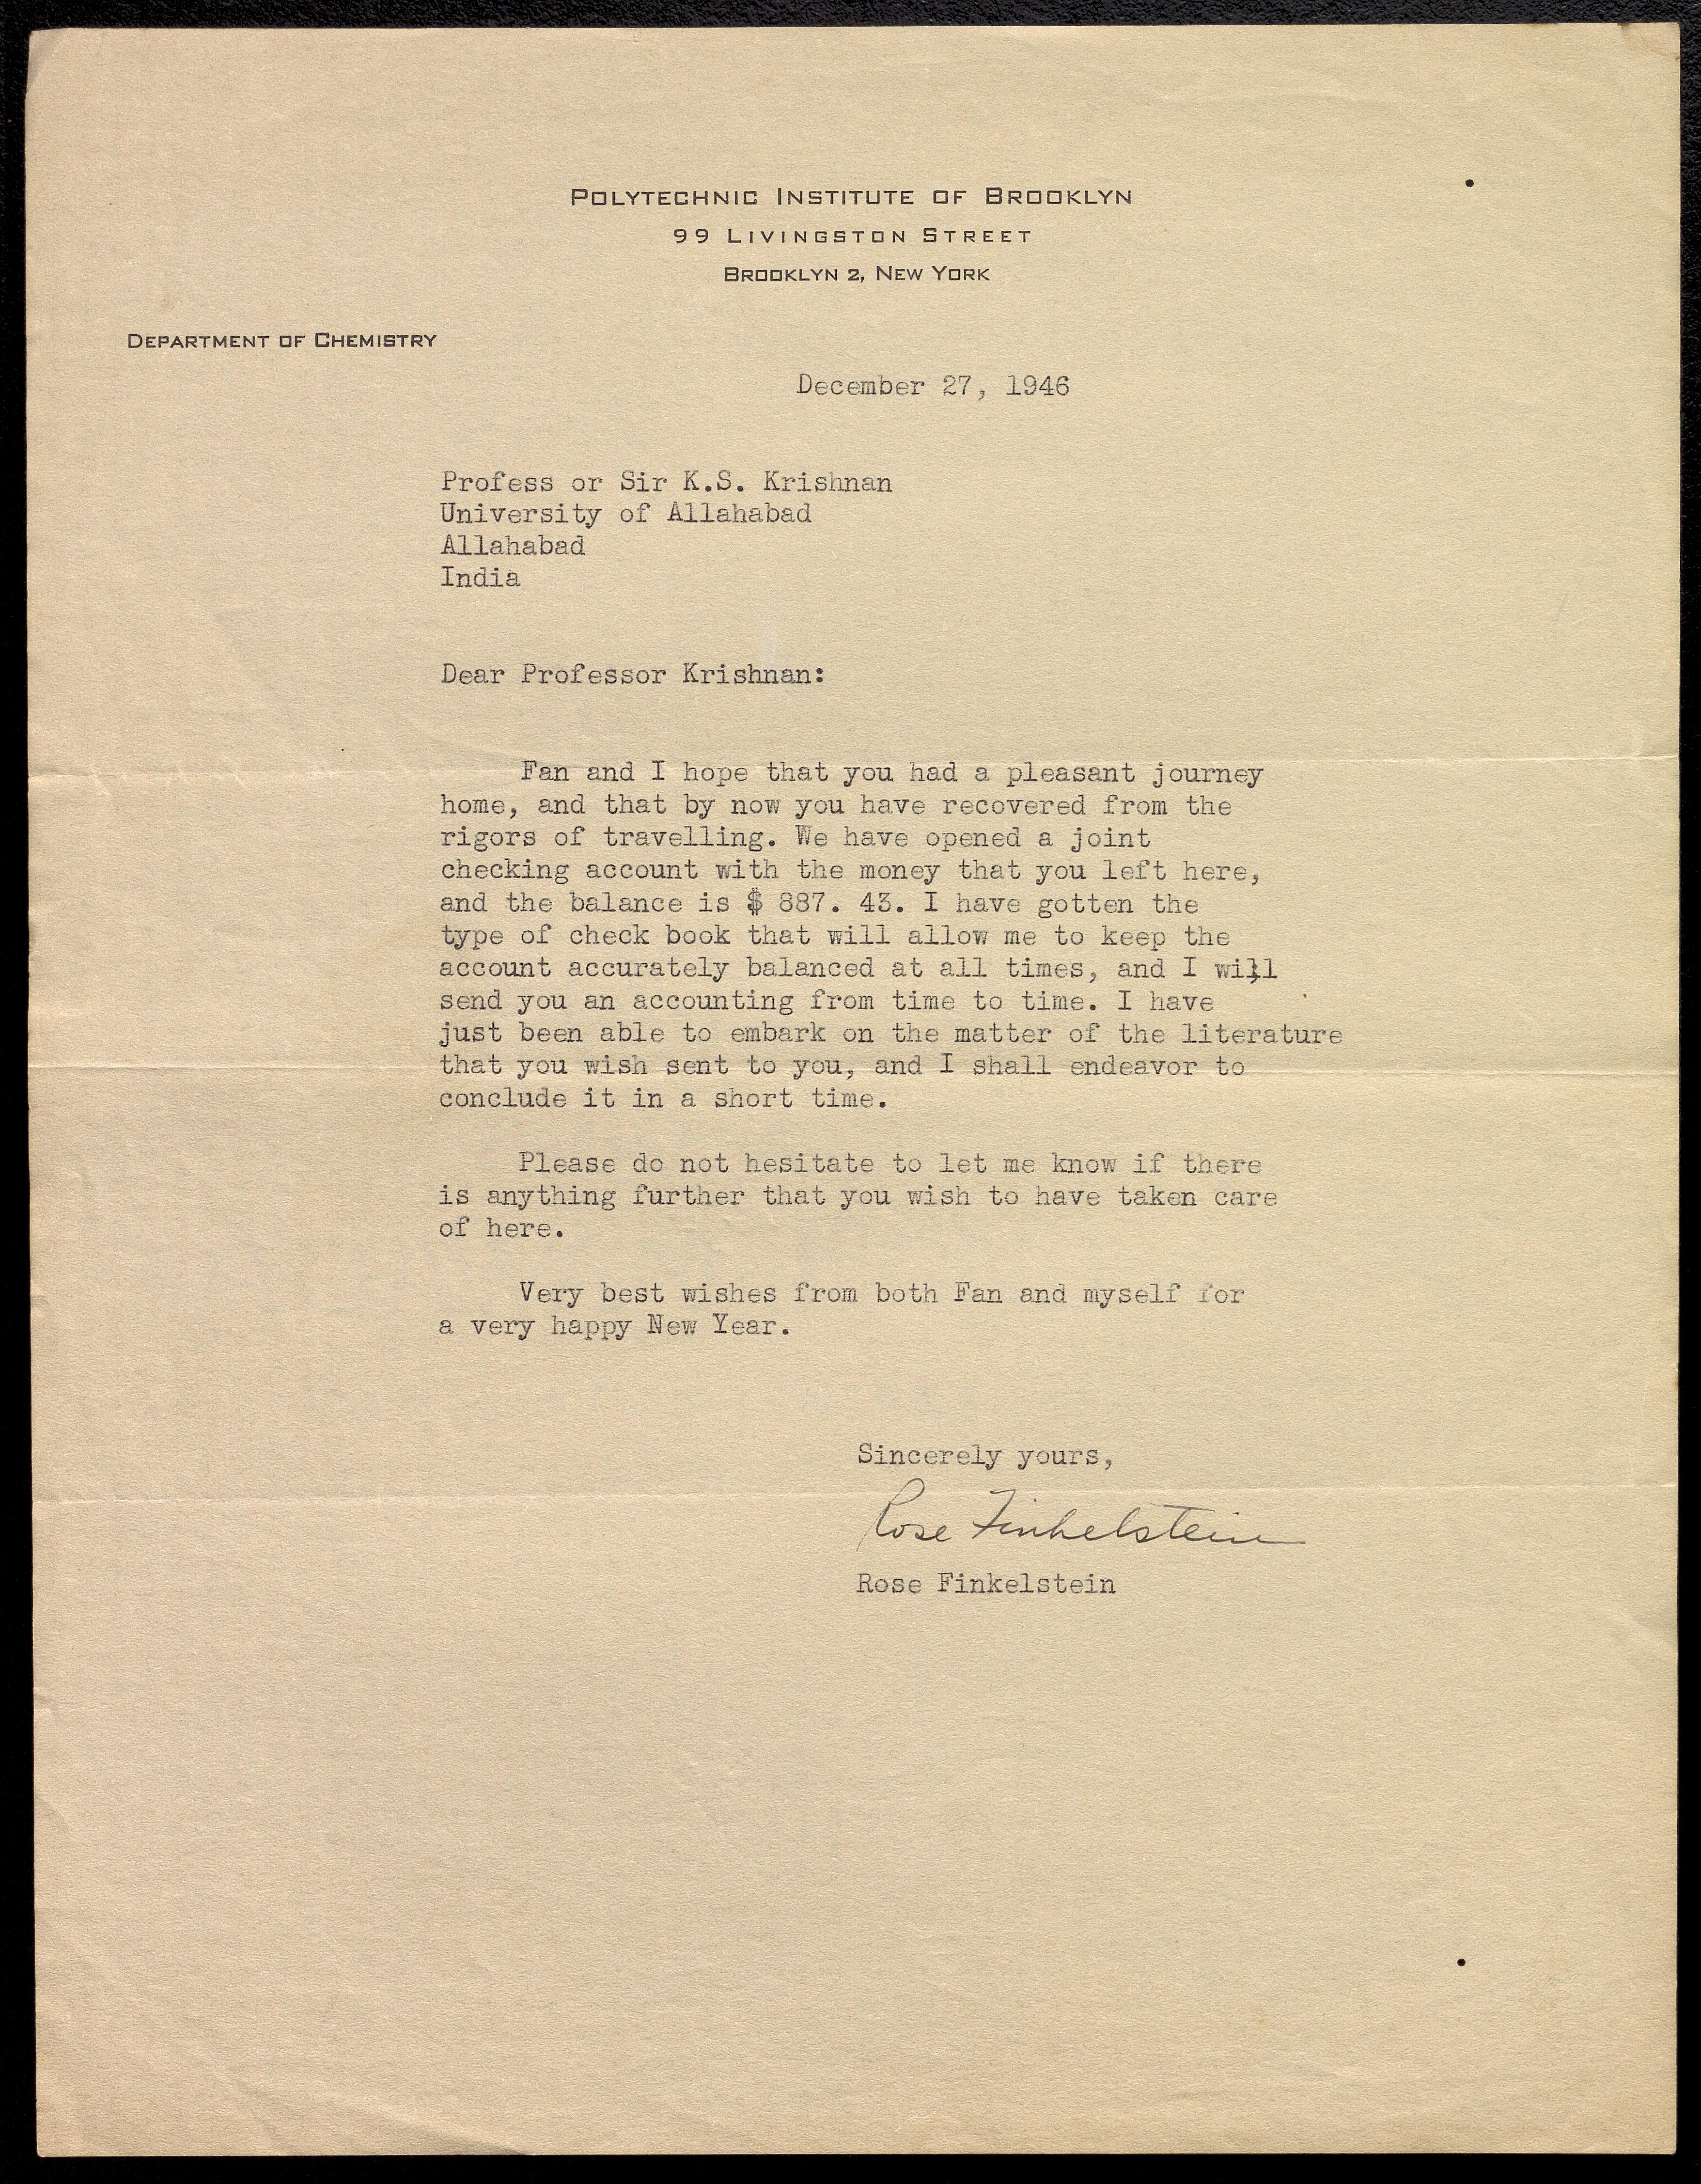 POLYTECHNIC INSTITUTE OF BROOKLYN
99 LIVINGSTON STREET
BROOKLYN 2, NEW YORK
DEPARTMENT OF CHEMISTRY
December 27, 1946
Profess or Sir K.S. Krishnan
University of Allahabad
Allahabad
India
Dear Professor Krishnan:
Fan and I hope that you had a pleasant journey
home, and that by now you have recovered from the
rigors of travelling. We have opened a joint
checking account with the money that you left here,
and the balance is $ 887. 43. I have gotten the
type of check book that will allow me to keep the
account accurately balanced at all times, and I will
send you an accounting from time to time. I have
just been able to embark on the matter of the literature
that you wish sent to you, and I shall endeavor to
conclude it in a short time.
Please do not hesitate to let me know if there
is anything further that you wish to have taken care
of here.
Very best wishes from both Fan and myself for
a very happy New Year.
Sincerely yours,
Rose Finkelstein
Rose Finkelstein